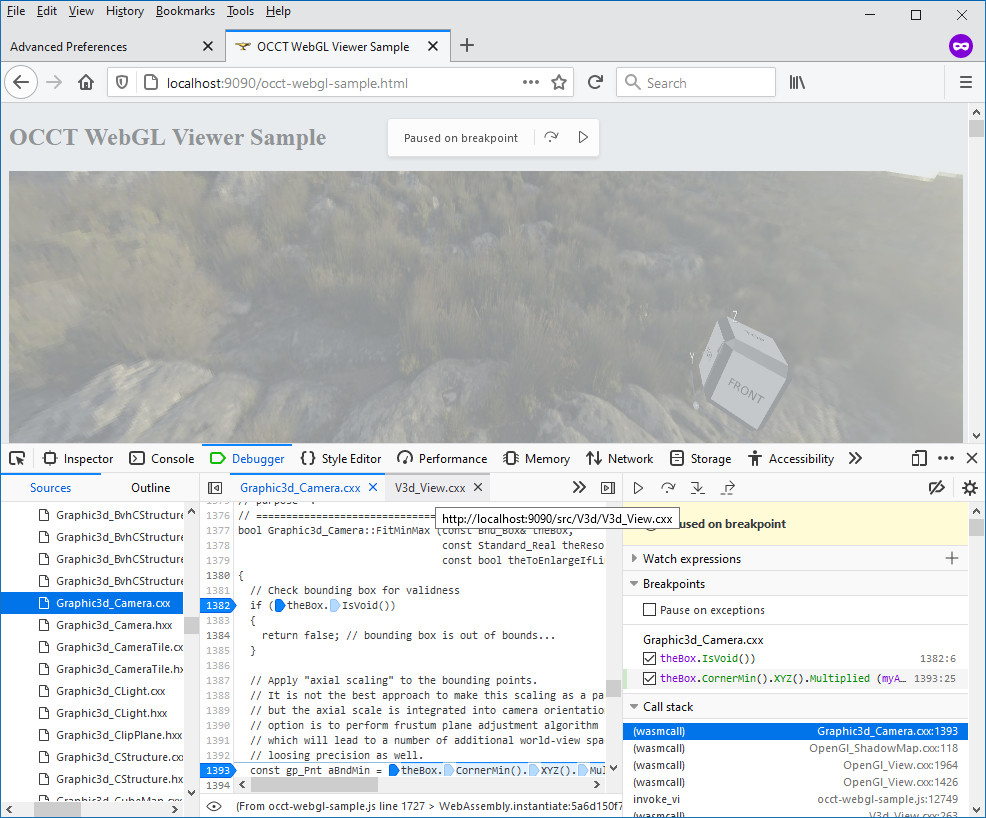 File Edit View History Bookmarks Tools Help
Advanced Preferences
OCCT WebGL Viewer Sample
localhost:9090/occt-webgl-sample.html
Search
OCCT WebGL Viewer Sample
Paused on breakpoint
Z
Y
FRONT
Inspector Console Debugger Style Editor Performance Memory Network Storage Accessibility
Sources Outline
Graphic3d_BvhCStructure
Graphic3d_BvhCStructure
Graphic3d_BvhCStructure
Graphic3d_BvhCStructure
Graphic3d_Camera.cxx
Graphic3d_Camera.hxx
Graphic3d_CameraTile.cx
Graphic3d_CameraTile.hx
Graphic3d_CLight.cxx
Graphic3d_CLight.hxx
Graphic3d_ClipPlane.hxx
Graphic3d_CStructure.cx
Graphic3d_CStructure.hx
Graphic3d_CubeMap.cxx
Graphic3d_Camera.cxx V3d_View.cxx
1375 // purpose
1376 // =============================
http://localhost:9090/src/V3d/V3d_View.cxx
1377 bool Graphic3d_Camera::FitMinMax (const Bnd_Box& theBox,
1378 const Standard_Real theReso
1379 const bool theToEnlargeIfLi
1380 {
1381 // Check bounding box for validness
1382 if (theBox.IsVoid())
1383 {
1384 return false; // bounding box is out of bounds...
1385 }
1386
1387 // Apply "axial scaling" to the bounding points.
1388 // It is not the best approach to make this scaling as a pa
1389 // but the axial scale is integrated into camera orientatio
1390 // option is to perform frustum plane adjustment algorithm
1391 // which will lead to a number of additional world-view spa
1392 // loosing precision as well.
1393 const gp_Pnt aBndMin = theBox.CornerMin().XYZ().Mul
1394
(From occt-webgl-sample.js line 1727 > WebAssembly.instantiate:5a6d150f7
used on breakpoint
Watch expressions
Breakpoints
Pause on exceptions
Graphic3d_Camera.cxx
theBox.IsVoid()) 1382:6
theBox.CornerMin().XYZ().Multiplied (myA… 1393:25
Call stack
(wasmcall) Graphic3d_Camera.cxx:1393
(wasmcall) OpenGl_ShadowMap.cxx:118
(wasmcall) OpenGl_View.cxx:1964
(wasmcall) OpenGl_View.cxx:1426
invoke_vi occt-webgl-sample.js:12749
(wasmcall) V3d_View.cxx:263